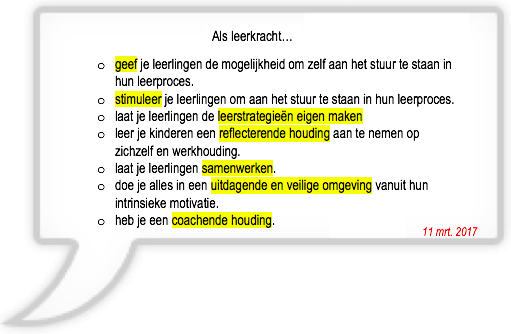 Als leerkracht…
o geef je leerlingen de mogelijkheid om zelf aan het stuur te staan in
hun leerproces.
o stimuleer je leerlingen om aan het stuur te staan in hun leerproces.
o laat je leerlingen de leerstrategieën eigen maken
o leer je kinderen een reflecterende houding aan te nemen op
zichzelf en werkhouding.
o laat je leerlingen samenwerken.
o doe je alles in een uitdagende en veilige omgeving vanuit hun
intrinsieke motivatie.
o heb je een coachende houding.
11 mrt. 2017